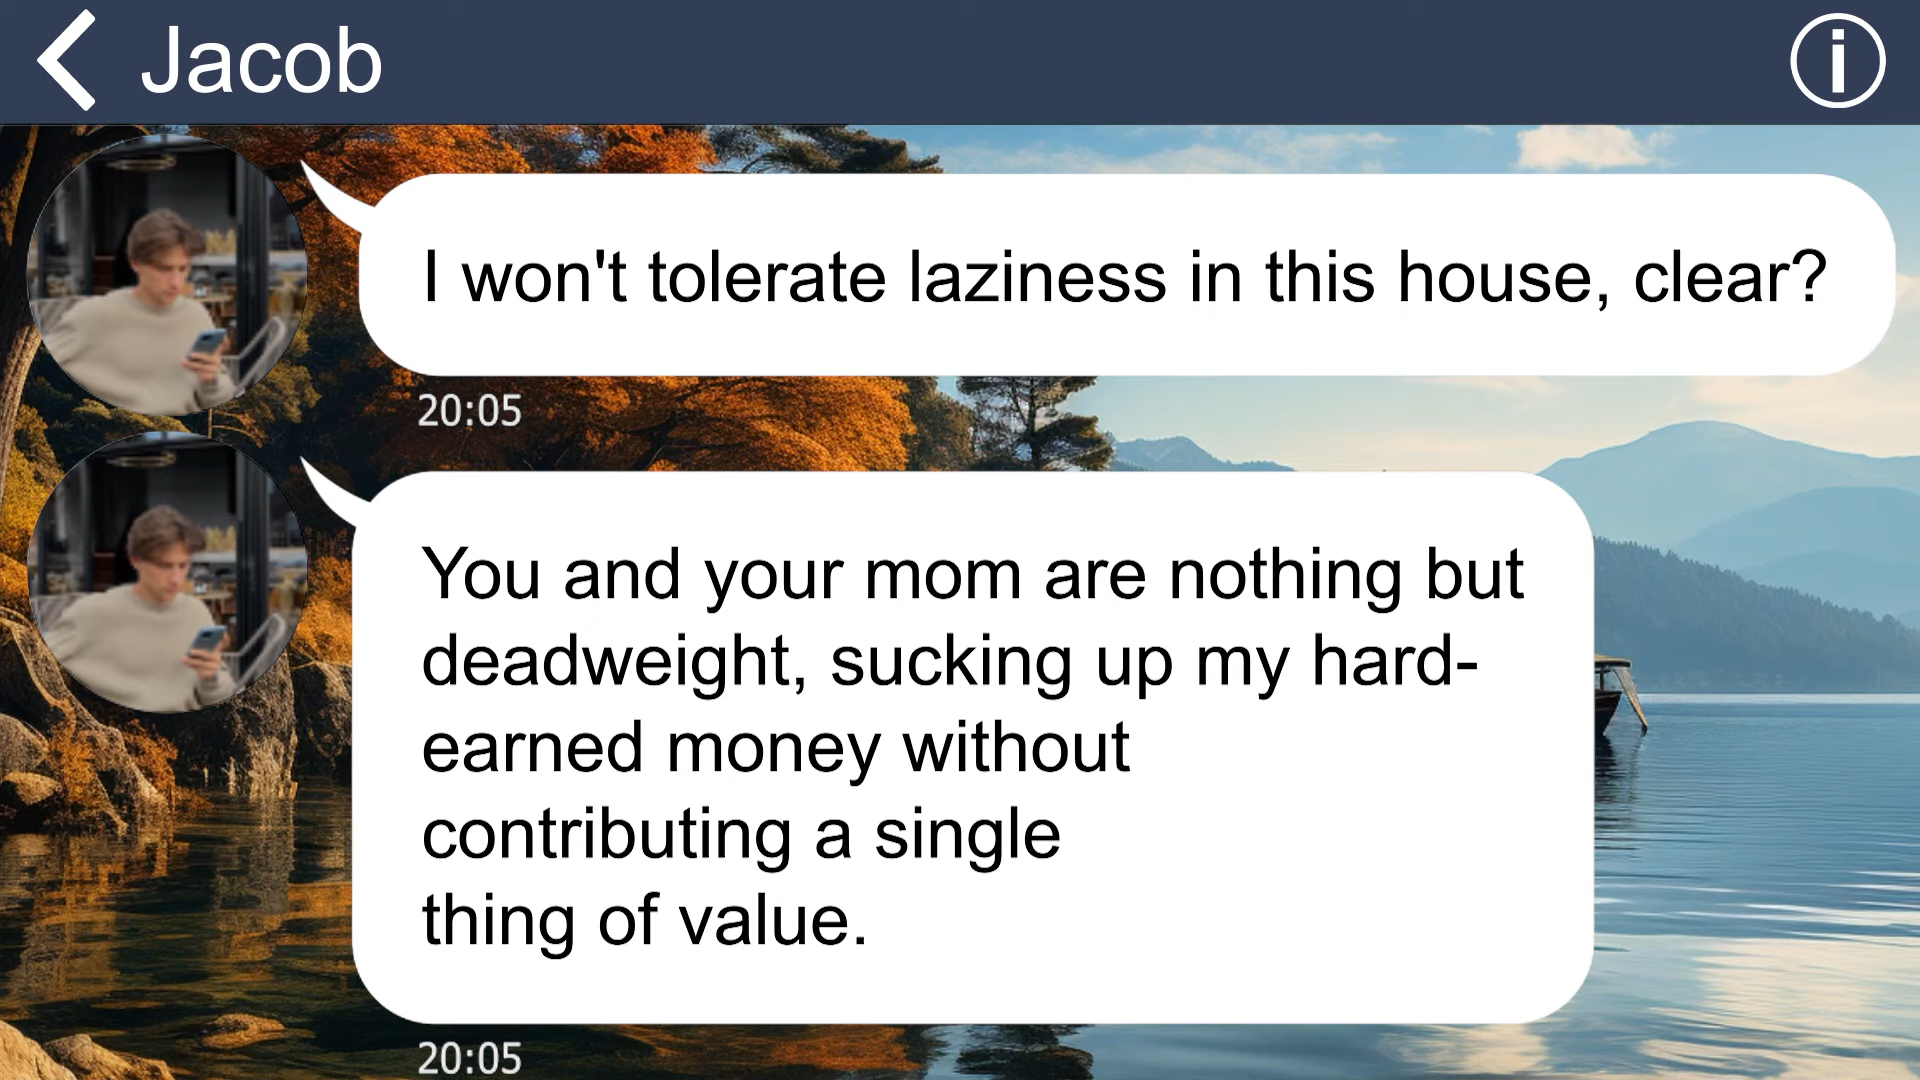 Jacob
I won't tolerate laziness in this house, clear?
20:05
You and your mom are nothing but
deadweight, sucking up my hard-
earned money without
contributing a single
thing of value.
20:05